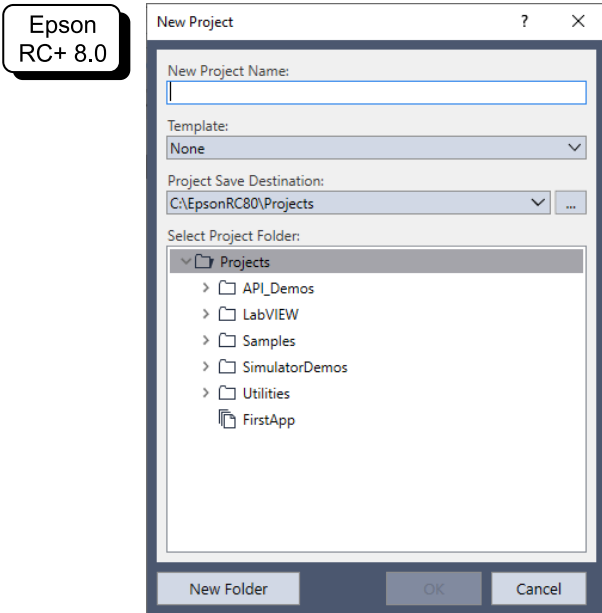 Epson
RC+ 8.0
New Project
?
New Project Name:
Template:
None
Project Save Destination:
C:\EpsonRC80\Projects
...
Select Project Folder:
Projects
API_Demos
LabVIEW
Samples
SimulatorDemos
Utilities
FirstApp
New Folder
OK
Cancel